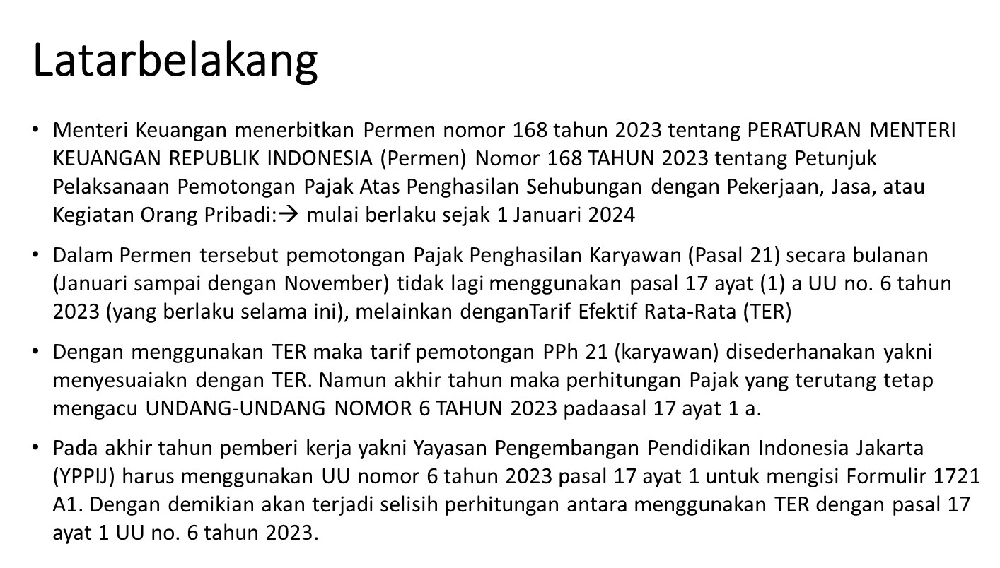 Latarbelakang
• Menteri Keuangan menerbitkan Permen nomor 168 tahun 2023 tentang PERATURAN MENTERI
KEUANGAN REPUBLIK INDONESIA (Permen) Nomor 168 TAHUN 2023 tentang Petunjuk
Pelaksanaan Pemotongan Pajak Atas Penghasilan Sehubungan dengan Pekerjaan, Jasa, atau
Kegiatan Orang Pribadi:→ mulai berlaku sejak 1 Januari 2024
• Dalam Permen tersebut pemotongan Pajak Penghasilan Karyawan (Pasal 21) secara bulanan
(Januari sampai dengan November) tidak lagi menggunakan pasal 17 ayat (1) a UU no. 6 tahun
2023 (yang berlaku selama ini), melainkan denganTarif Efektif Rata-Rata (TER)
• Dengan menggunakan TER maka tarif pemotongan PPh 21 (karyawan) disederhanakan yakni
menyesuaiakn dengan TER. Namun akhir tahun maka perhitungan Pajak yang terutang tetap
mengacu UNDANG-UNDANG NOMOR 6 TAHUN 2023 padaasal 17 ayat 1 a.
• Pada akhir tahun pemberi kerja yakni Yayasan Pengembangan Pendidikan Indonesia Jakarta
(YPPIJ) harus menggunakan UU nomor 6 tahun 2023 pasal 17 ayat 1 untuk mengisi Formulir 1721
A1. Dengan demikian akan terjadi selisih perhitungan antara menggunakan TER dengan pasal 17
ayat 1 UU no. 6 tahun 2023.